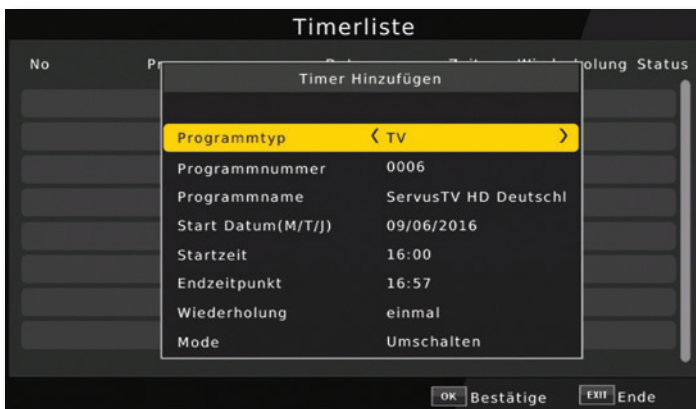 Timerliste
No Status
Timer Hinzufügen
Programmtyp < TV >
Programmnummer 0006
Programmname ServusTV HD Deutschl
Start Datum(M/T/J) 09/06/2016
Startzeit 16:00
Endzeitpunkt 16:57
Wiederholung einmal
Mode Umschalten
OK Bestätige EXIT Ende